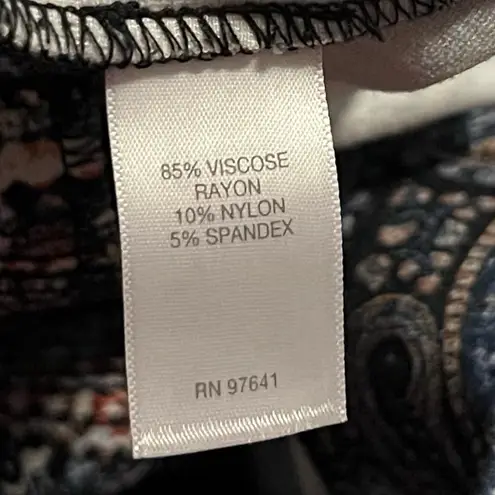 85% VISCOSE
RAYON
10% NYLON
5% SPANDEX
RN 97641